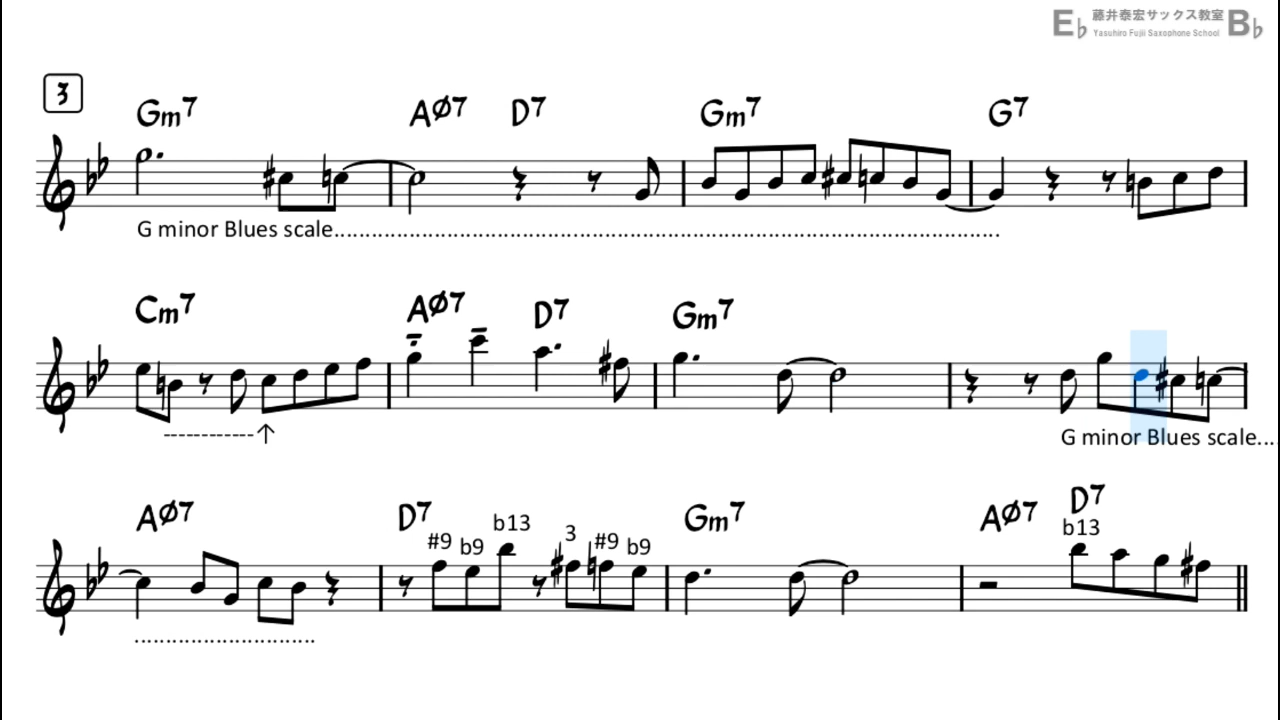 E♭ 藤井泰宏サックス教室 B♭
Yasuhiro Fujii Saxophone School
3
Gm7 AØ7 D7 Gm7 G7
G minor Blues scale................................................................................
Cm7 AØ7 D7 Gm7
------------↑ G minor Blues scale....
AØ7 D7 Gm7 AØ7 D7
#9 b9 b13 3 #9 b9 b13
.............................